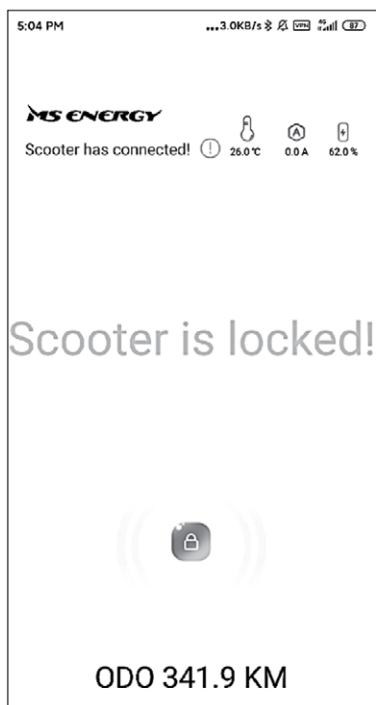 5:04 PM ...3.0KB/s VPN 4G 87
MS ENERGY
Scooter has connected! 26.0℃ 0.0 A 62.0 %
Scooter is locked!
ODO 341.9 KM